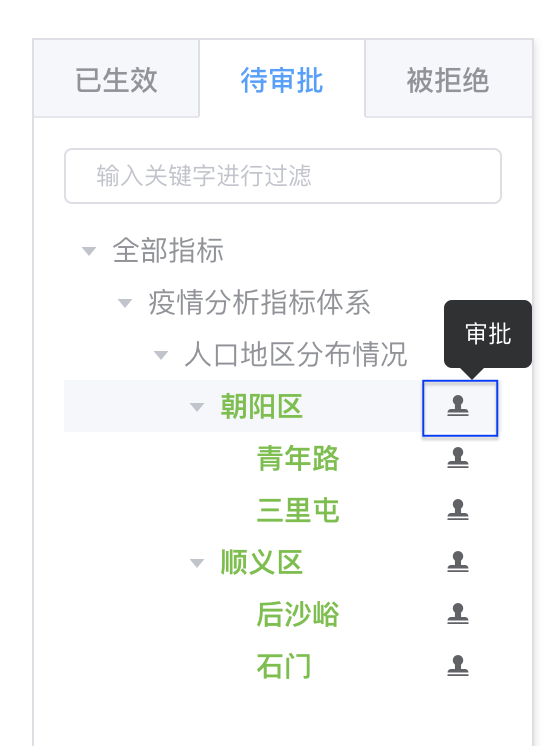 已生效 待审批 被拒绝
输入关键字进行过滤
全部指标
疫情分析指标体系
审批
人口地区分布情况
朝阳区
青年路
三里屯
顺义区
后沙峪
石门